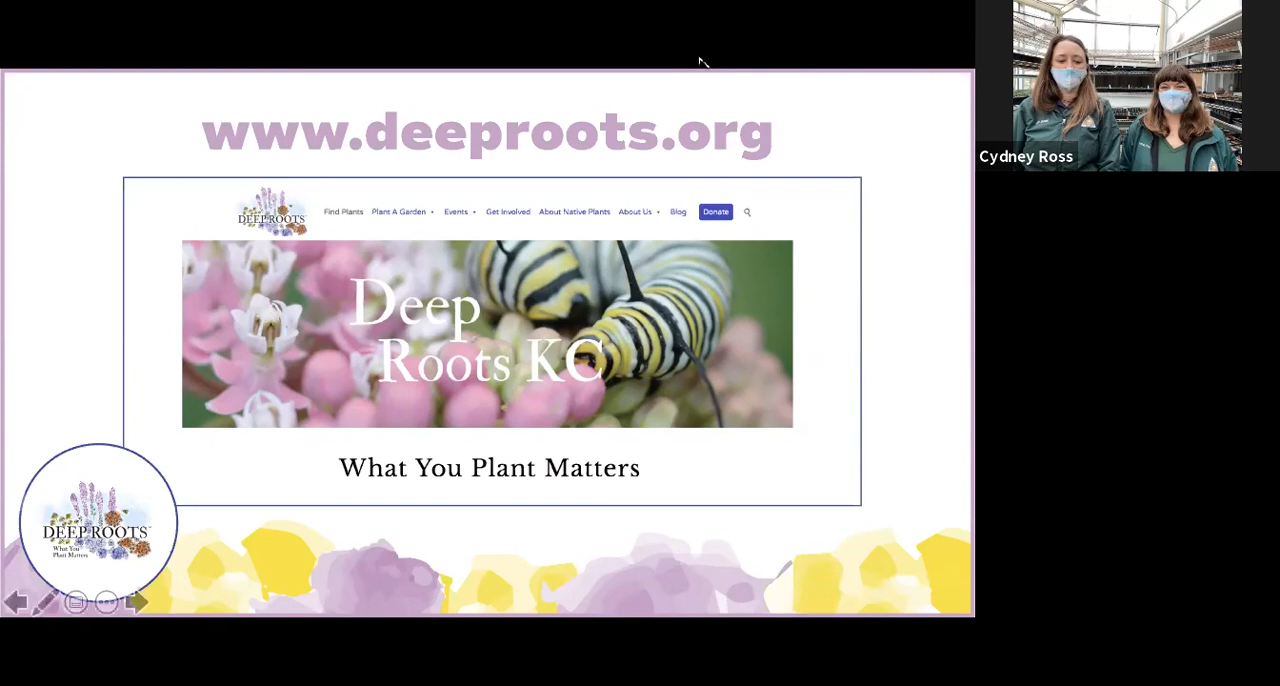 www.deeproots.org
DEEP ROOTS
Find Plants Plant A Garden Events Get Involved About Native Plants About Us Blog Donate
Deep
Roots KC
What You Plant Matters
DEEP ROOTS
What You
Plant Matters
Cydney Ross